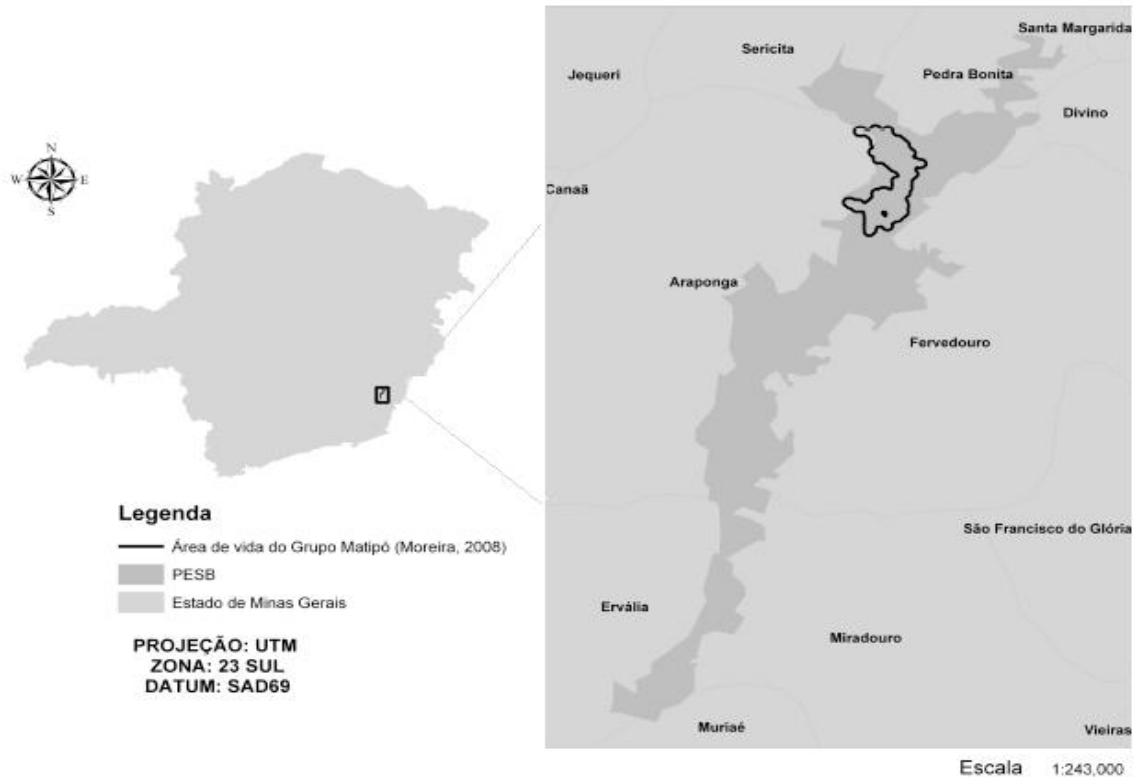 N
W
E
S
Legenda
Área de vida do Grupo Matipó (Moreira, 2008)
PESB
Estado de Minas Gerais
PROJEÇÃO: UTM
ZONA: 23 SUL
DATUM: SAD69
Santa Margarida
Sericita
Jequeri
Pedra Bonita
Divino
Canaã
Araponga
Fervedouro
São Francisco do Glória
Ervália
Miradouro
Muriaé
Vieiras
Escala 1:243,000